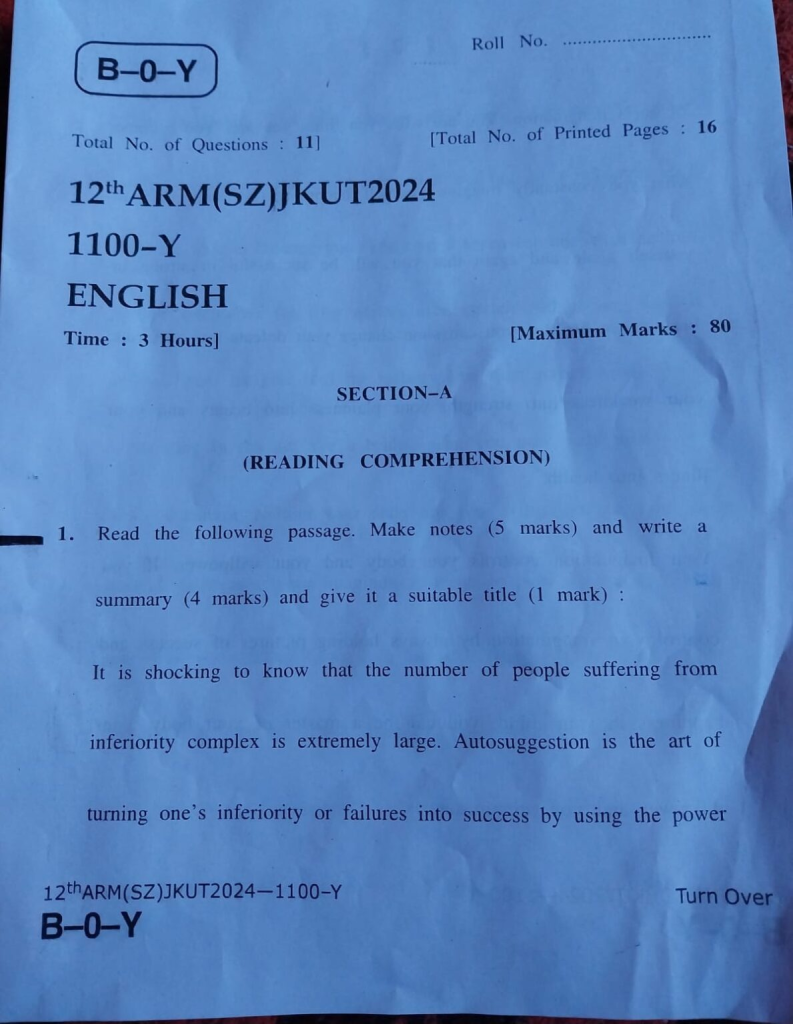 Roll No. ..............................
B–0–Y
Total No. of Questions : 11]
[Total No. of Printed Pages : 16
12th ARM(SZ)JKUT2024
1100–Y
ENGLISH
Time : 3 Hours]
[Maximum Marks : 80
SECTION–A
(READING COMPREHENSION)
1. Read the following passage. Make notes (5 marks) and write a
summary (4 marks) and give it a suitable title (1 mark) :
It is shocking to know that the number of people suffering from
inferiority complex is extremely large. Autosuggestion is the art of
turning one's inferiority or failures into success by using the power
12thARM(SZ)JKUT2024—1100–Y
Turn Over
B–0–Y